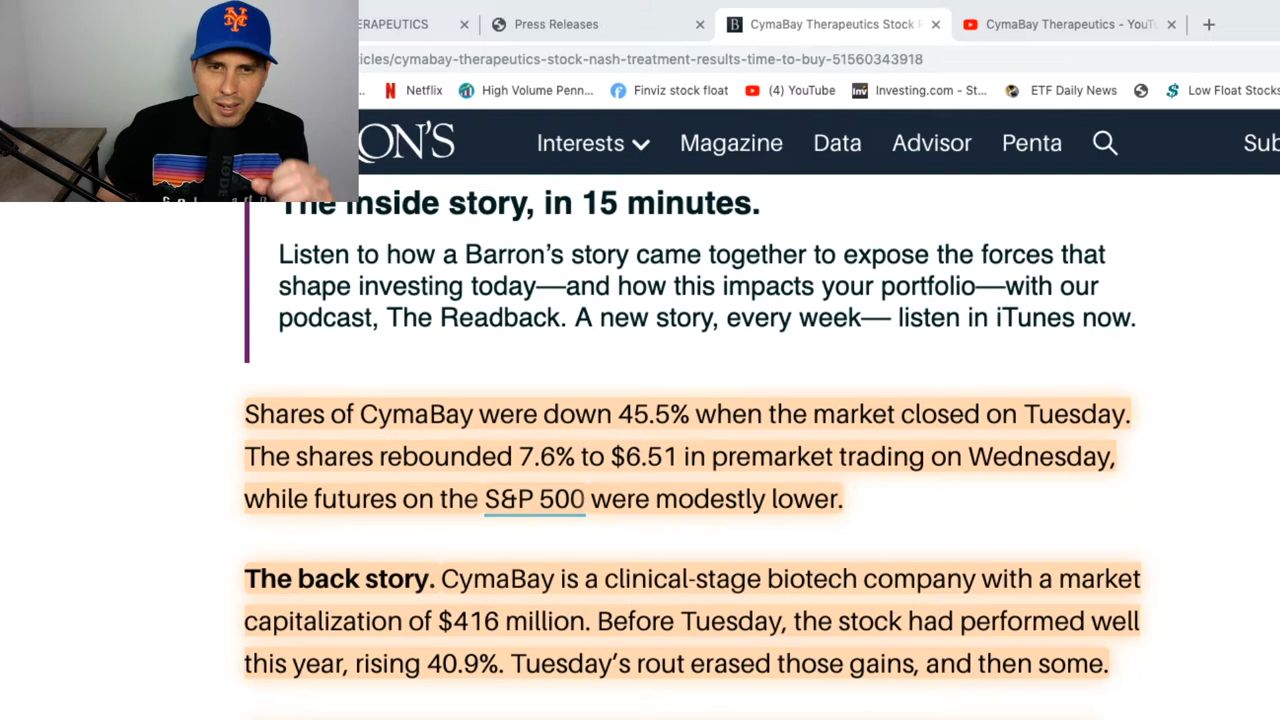 ERAPEUTICS
Press Releases
CymaBay Therapeutics Stock
CymaBay Therapeutics - YouTu
icles/cymabay-therapeutics-stock-nash-treatment-results-time-to-buy-51560343918
Netflix
High Volume Penn...
Finviz stock float
(4) YouTube
Inv
Investing.com - St...
ETF Daily News
Low Float Stocks
RON'S
Interests
Magazine
Data
Advisor
Penta
Sub
The inside story, in 15 minutes.
Listen to how a Barron’s story came together to expose the forces that
shape investing today—and how this impacts your portfolio—with our
podcast, The Readback. A new story, every week— listen in iTunes now.
Shares of CymaBay were down 45.5% when the market closed on Tuesday.
The shares rebounded 7.6% to $6.51 in premarket trading on Wednesday,
while futures on the S&P 500 were modestly lower.
The back story. CymaBay is a clinical-stage biotech company with a market
capitalization of $416 million. Before Tuesday, the stock had performed well
this year, rising 40.9%. Tuesday’s rout erased those gains, and then some.